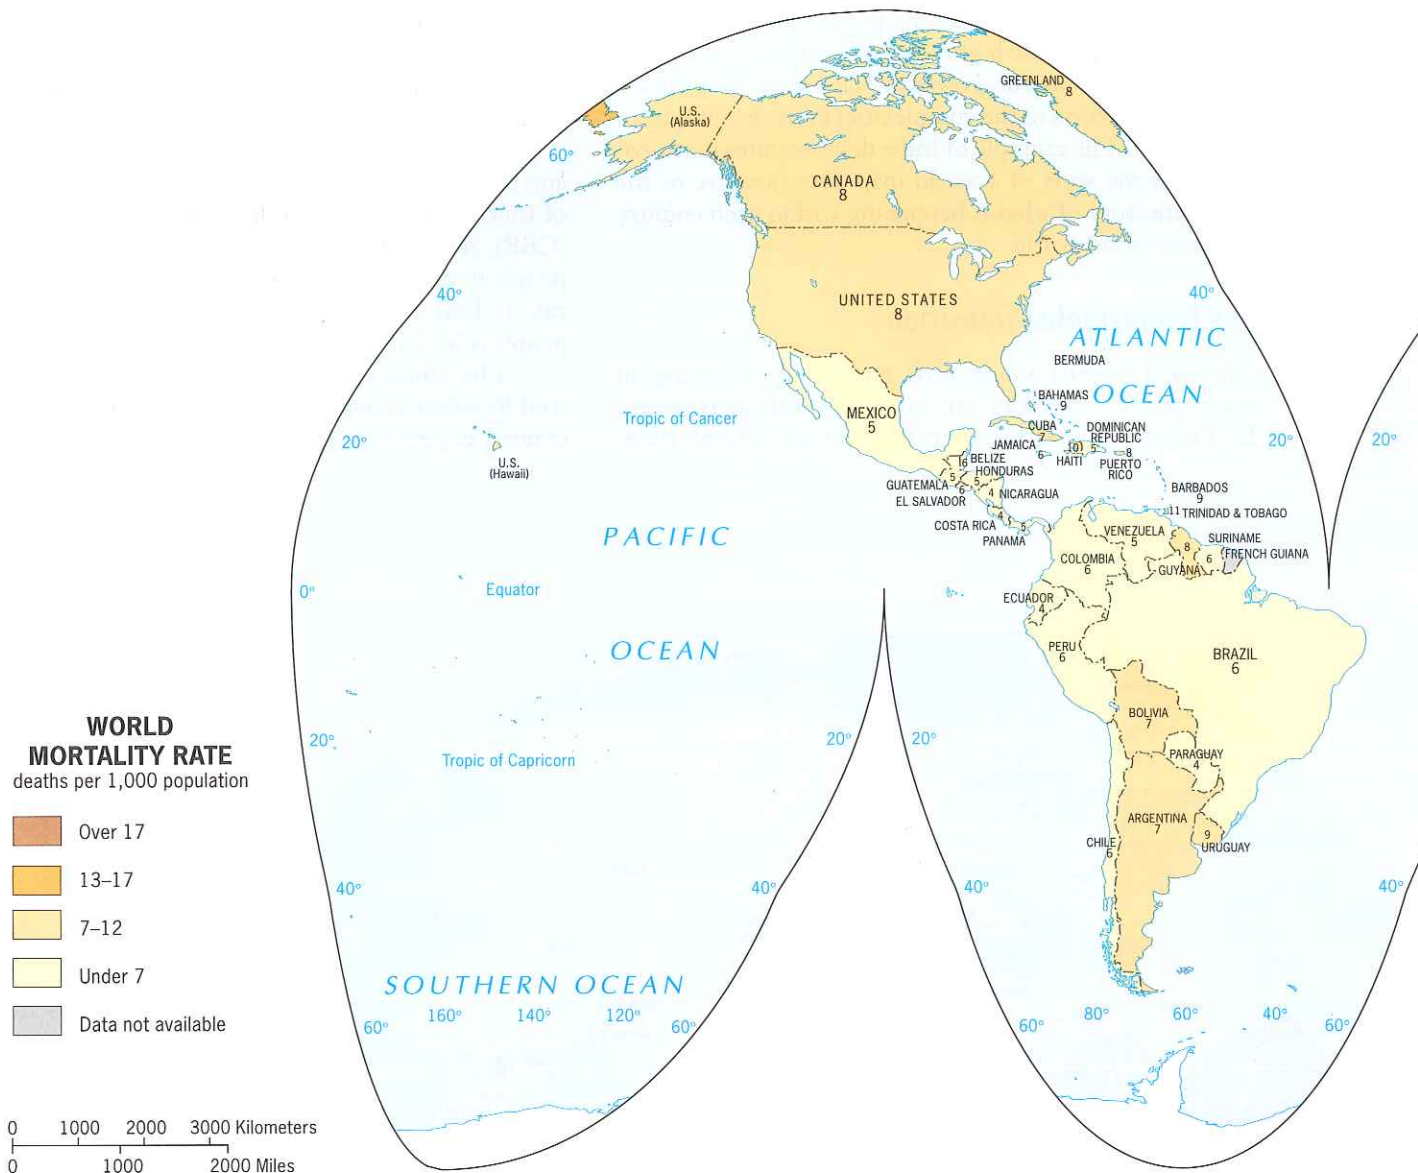 GREENLAND
8
U.S.
(Alaska)
60°
CANADA
8
UNITED STATES
8
40°
40°
ATLANTIC
OCEAN
BERMUDA
BAHAMAS
9
MEXICO
5
Tropic of Cancer
20°
U.S.
(Hawaii)
CUBA
7
JAMAICA
6
10
HAITI
DOMINICAN
REPUBLIC
5
8
PUERTO
RICO
20°
20°
6
BELIZE
HONDURAS
5
GUATEMALA
5
EL SALVADOR
6
4
NICARAGUA
COSTA RICA
4
PANAMA
5
BARBADOS
9
11
TRINIDAD & TOBAGO
VENEZUELA
5
SURINAME
6
FRENCH GUIANA
8
GUYANA
COLOMBIA
6
PACIFIC
OCEAN
0°
Equator
ECUADOR
4
PERU
6
BRAZIL
6
BOLIVIA
7
PARAGUAY
4
20°
Tropic of Capricorn
20°
20°
ARGENTINA
7
CHILE
6
9
URUGUAY
40°
40°
40°
40°
SOUTHERN OCEAN
60°
160°
140°
120°
60°
60°
80°
60°
40°
60°
WORLD
MORTALITY RATE
deaths per 1,000 population
Over 17
13–17
7–12
Under 7
Data not available
0 1000 2000 3000 Kilometers
0 1000 2000 Miles